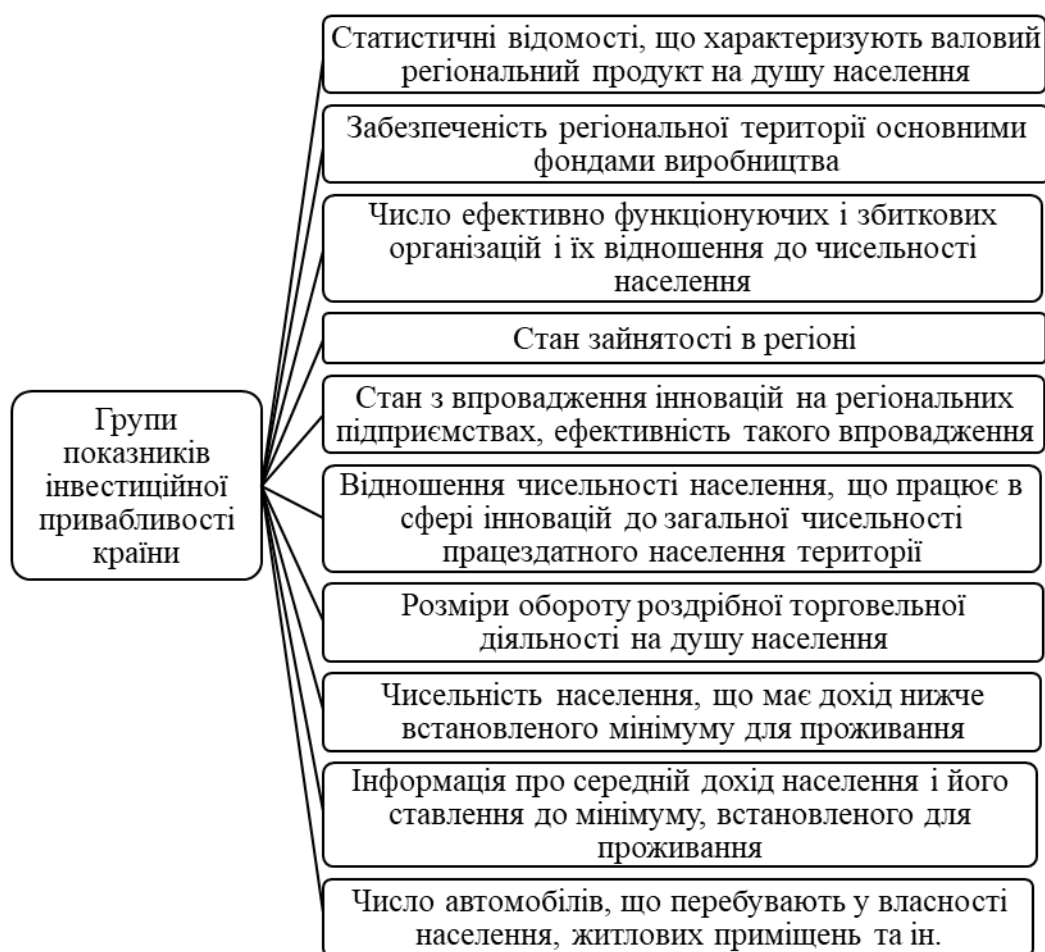 Групи
показників
інвестиційної
привабливості
країни
Статистичні відомості, що характеризують валовий
регіональний продукт на душу населення
Забезпеченість регіональної території основними
фондами виробництва
Число ефективно функціонуючих і збиткових
організацій і їх відношення до чисельності
населення
Стан зайнятості в регіоні
Стан з впровадження інновацій на регіональних
підприємствах, ефективність такого впровадження
Відношення чисельності населення, що працює в
сфері інновацій до загальної чисельності
працездатного населення території
Розміри обороту роздрібної торговельної
діяльності на душу населення
Чисельність населення, що має дохід нижче
встановленого мінімуму для проживання
Інформація про середній дохід населення і його
ставлення до мінімуму, встановленого для
проживання
Число автомобілів, що перебувають у власності
населення, житлових приміщень та ін.